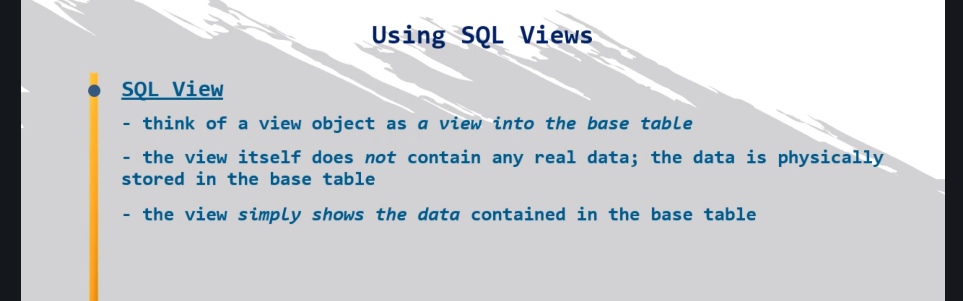 Using SQL Views
SQL View
- think of a view object as a view into the base table
- the view itself does not contain any real data; the data is physically
stored in the base table
- the view simply shows the data contained in the base table